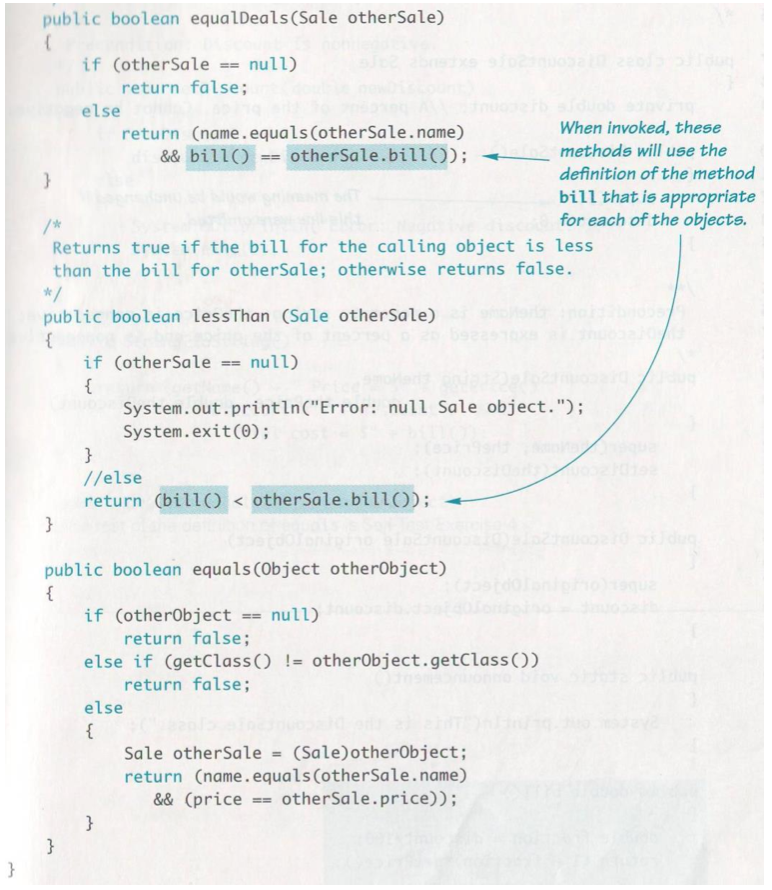 public boolean equalDeals(Sale otherSale)
{
    if (otherSale == null)
        return false;
    else
        return (name.equals(otherSale.name)
            && bill() == otherSale.bill());
}
When invoked, these
methods will use the
definition of the method
bill that is appropriate
for each of the objects.
/*
 Returns true if the bill for the calling object is less
 than the bill for otherSale; otherwise returns false.
*/
public boolean lessThan (Sale otherSale)
{
    if (otherSale == null)
    {
        System.out.println("Error: null Sale object.");
        System.exit(0);
    }
    //else
    return (bill() < otherSale.bill());
}
public boolean equals(Object otherObject)
{
    if (otherObject == null)
        return false;
    else if (getClass() != otherObject.getClass())
        return false;
    else
    {
        Sale otherSale = (Sale)otherObject;
        return (name.equals(otherSale.name)
            && (price == otherSale.price));
    }
}
}